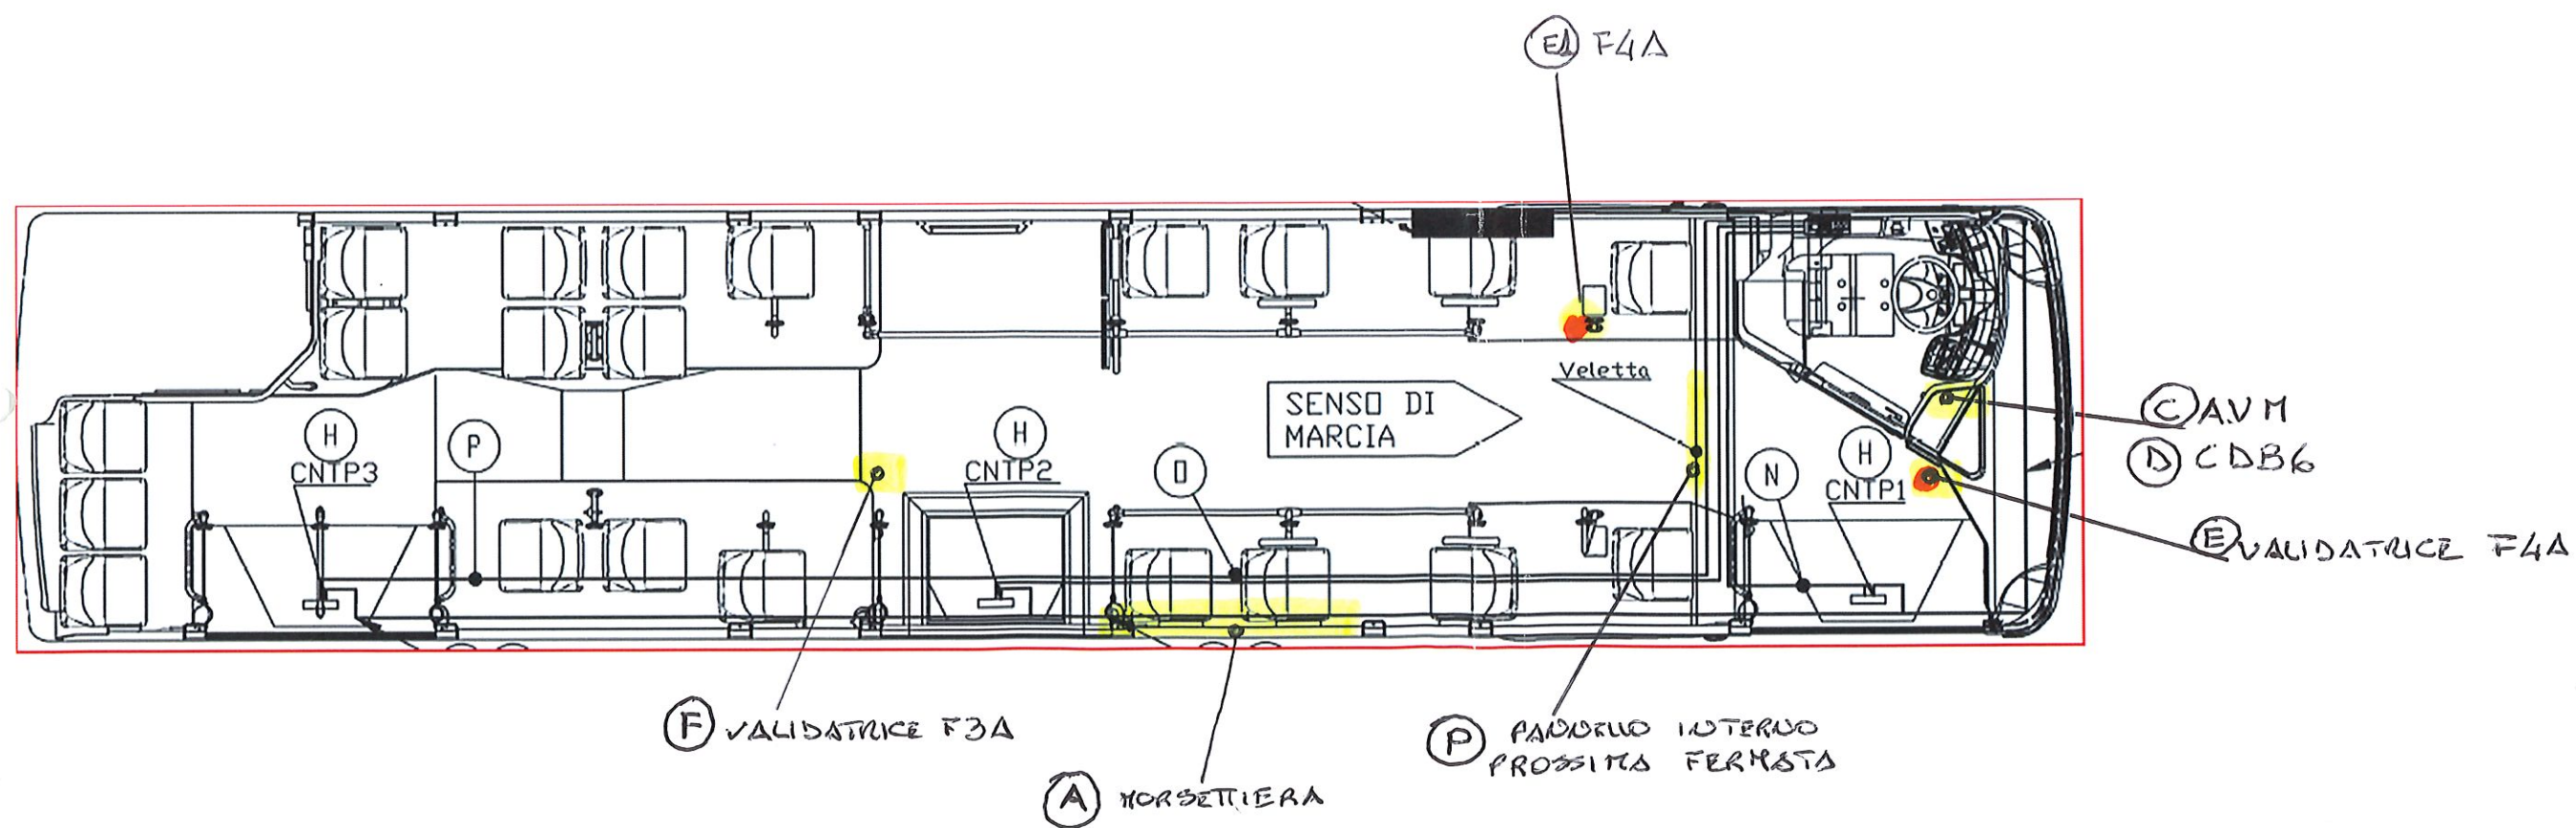 E1 F4A
Veletta
SENSO DI
MARCIA
C A.V.M
D CDB6
H
CNTP3
P
H
CNTP2
O
N
H
CNTP1
E VALIDATRICE F4A
F VALIDATRICE F3A
P PANNELLO INTERNO
PROSSIMA FERMATA
A MORSETTIERA